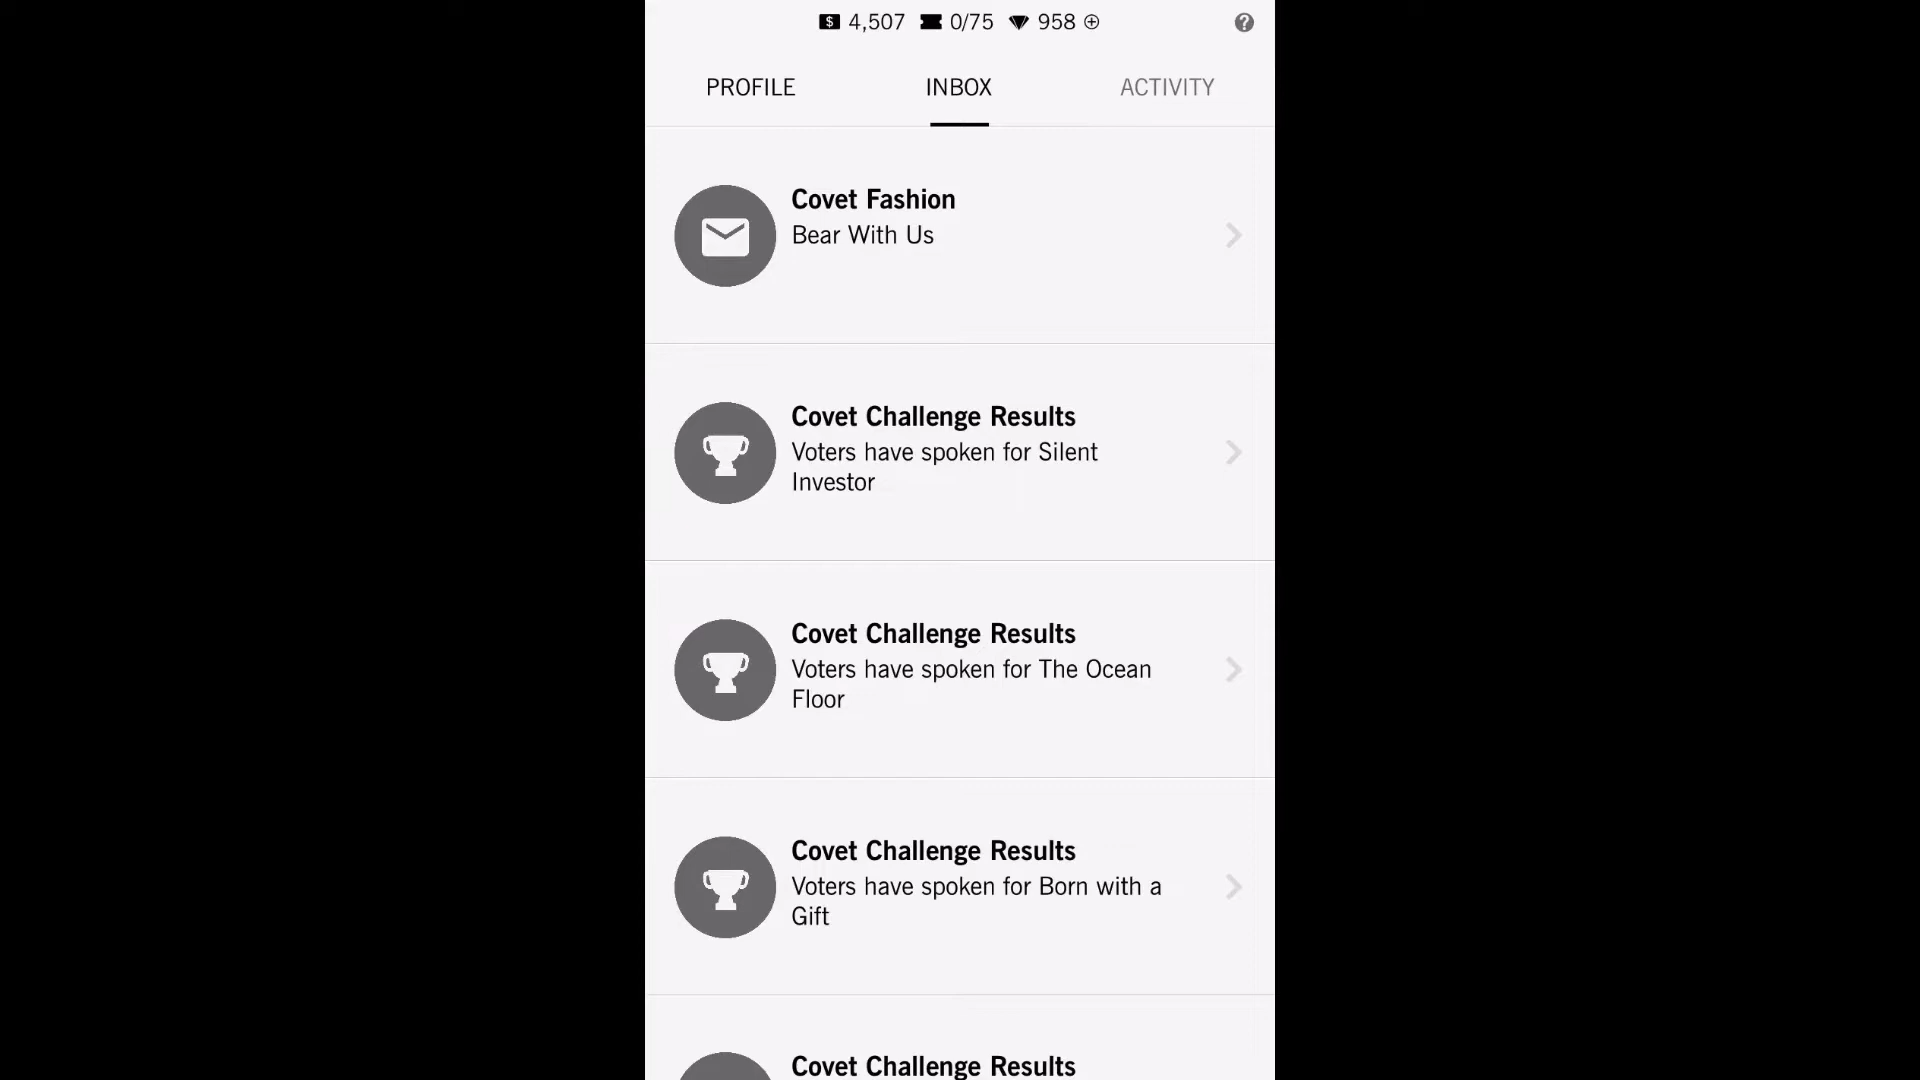 $ 4,507 0/75 958 ?
PROFILE INBOX ACTIVITY
Covet Fashion
Bear With Us
Covet Challenge Results
Voters have spoken for Silent
Investor
Covet Challenge Results
Voters have spoken for The Ocean
Floor
Covet Challenge Results
Voters have spoken for Born with a
Gift
Covet Challenge Results